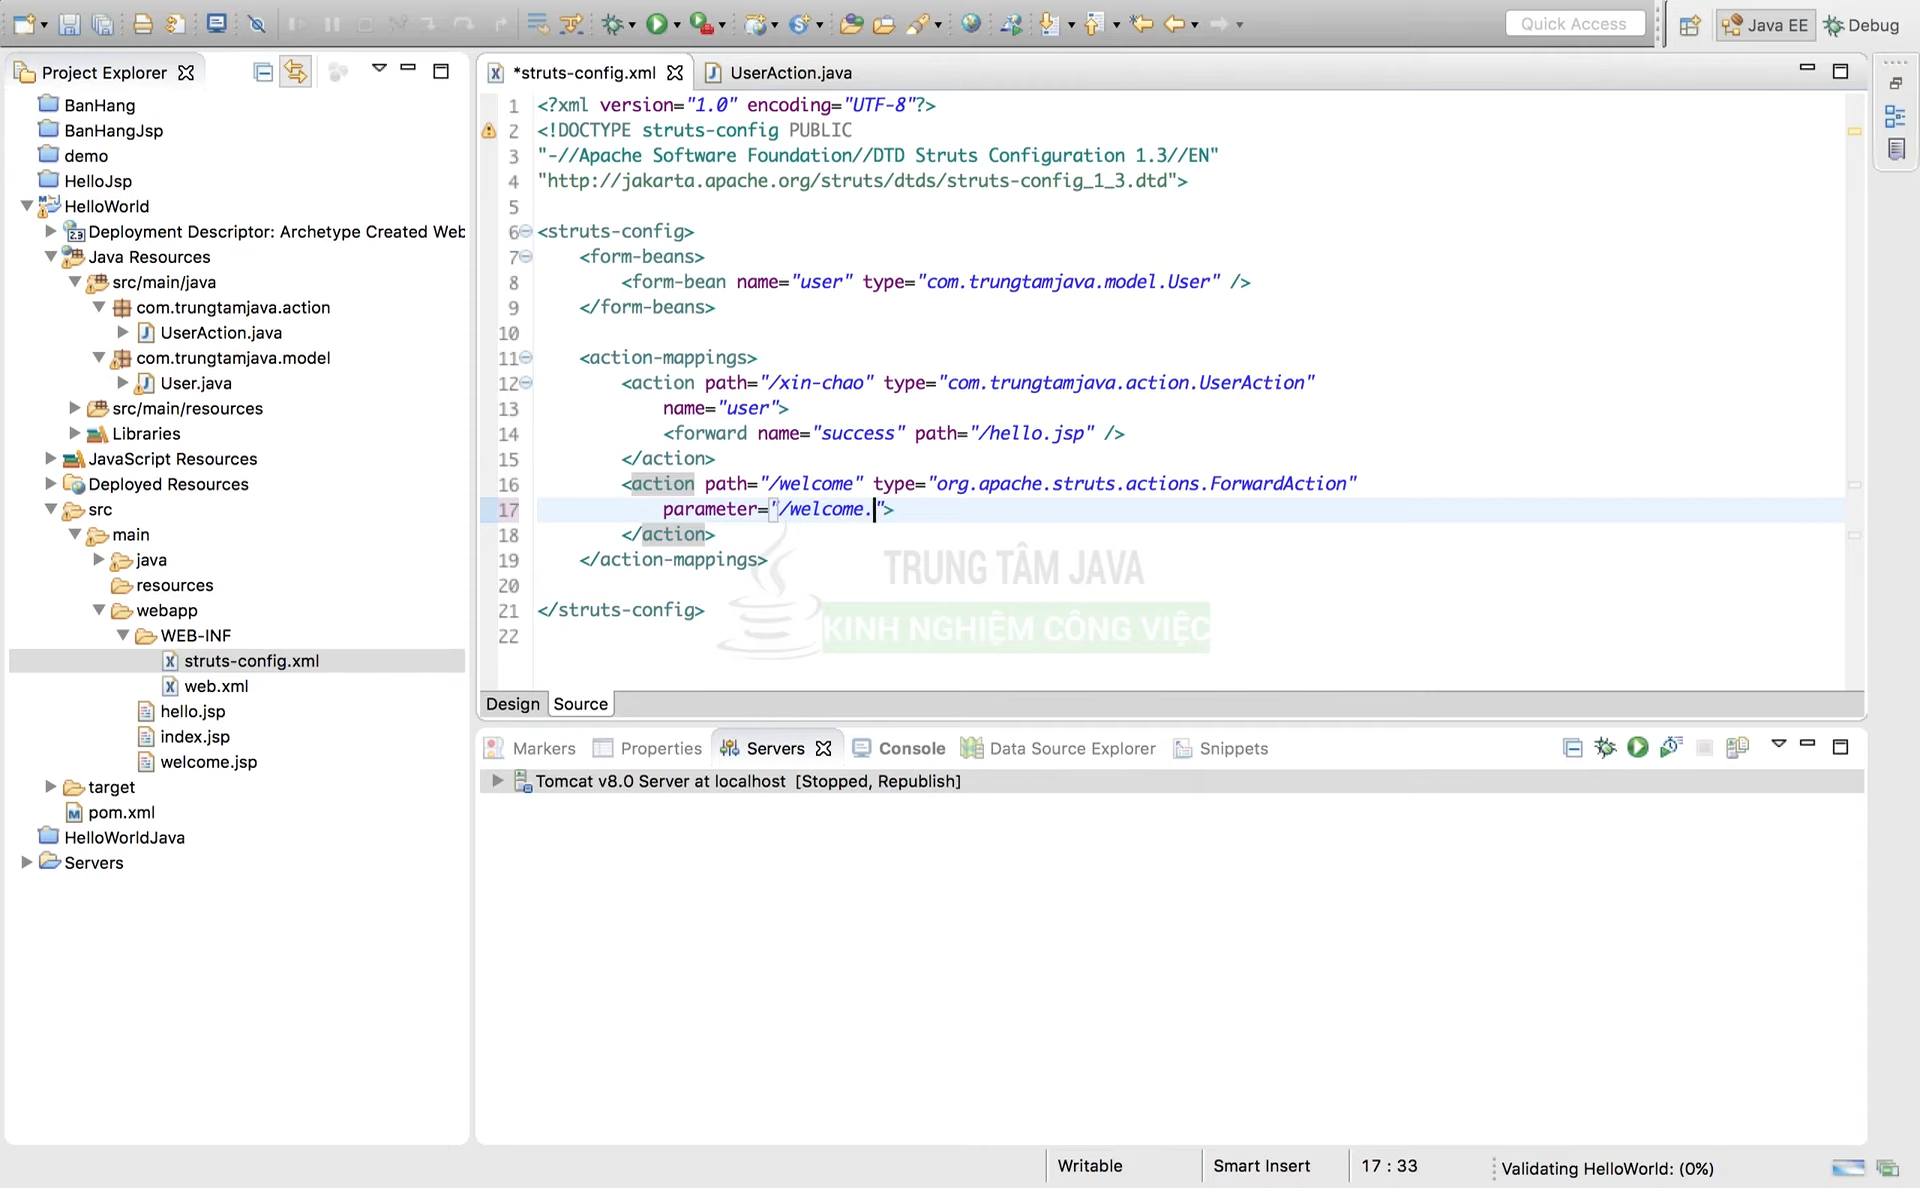 Quick Access
Java EE
Debug
Project Explorer
*struts-config.xml
UserAction.java
BanHang
BanHangJsp
demo
HelloJsp
HelloWorld
Deployment Descriptor: Archetype Created Web
Java Resources
src/main/java
com.trungtamjava.action
UserAction.java
com.trungtamjava.model
User.java
src/main/resources
Libraries
JavaScript Resources
Deployed Resources
src
main
java
resources
webapp
WEB-INF
struts-config.xml
web.xml
hello.jsp
index.jsp
welcome.jsp
target
pom.xml
HelloWorldJava
Servers
1 <?xml version="1.0" encoding="UTF-8"?>
2 <!DOCTYPE struts-config PUBLIC
3 "-//Apache Software Foundation//DTD Struts Configuration 1.3//EN"
4 "http://jakarta.apache.org/struts/dtds/struts-config_1_3.dtd">
5
6 <struts-config>
7 <form-beans>
8 <form-bean name="user" type="com.trungtamjava.model.User" />
9 </form-beans>
10
11 <action-mappings>
12 <action path="/xin-chao" type="com.trungtamjava.action.UserAction"
13 name="user">
14 <forward name="success" path="/hello.jsp" />
15 </action>
16 <action path="/welcome" type="org.apache.struts.actions.ForwardAction"
17 parameter="/welcome.">
18 </action>
19 </action-mappings>
20
21 </struts-config>
22
TRUNG TÂM JAVA
KINH NGHIỆM CÔNG VIỆC
Design Source
Markers Properties Servers Console Data Source Explorer Snippets
Tomcat v8.0 Server at localhost [Stopped, Republish]
Writable Smart Insert 17 : 33 Validating HelloWorld: (0%)